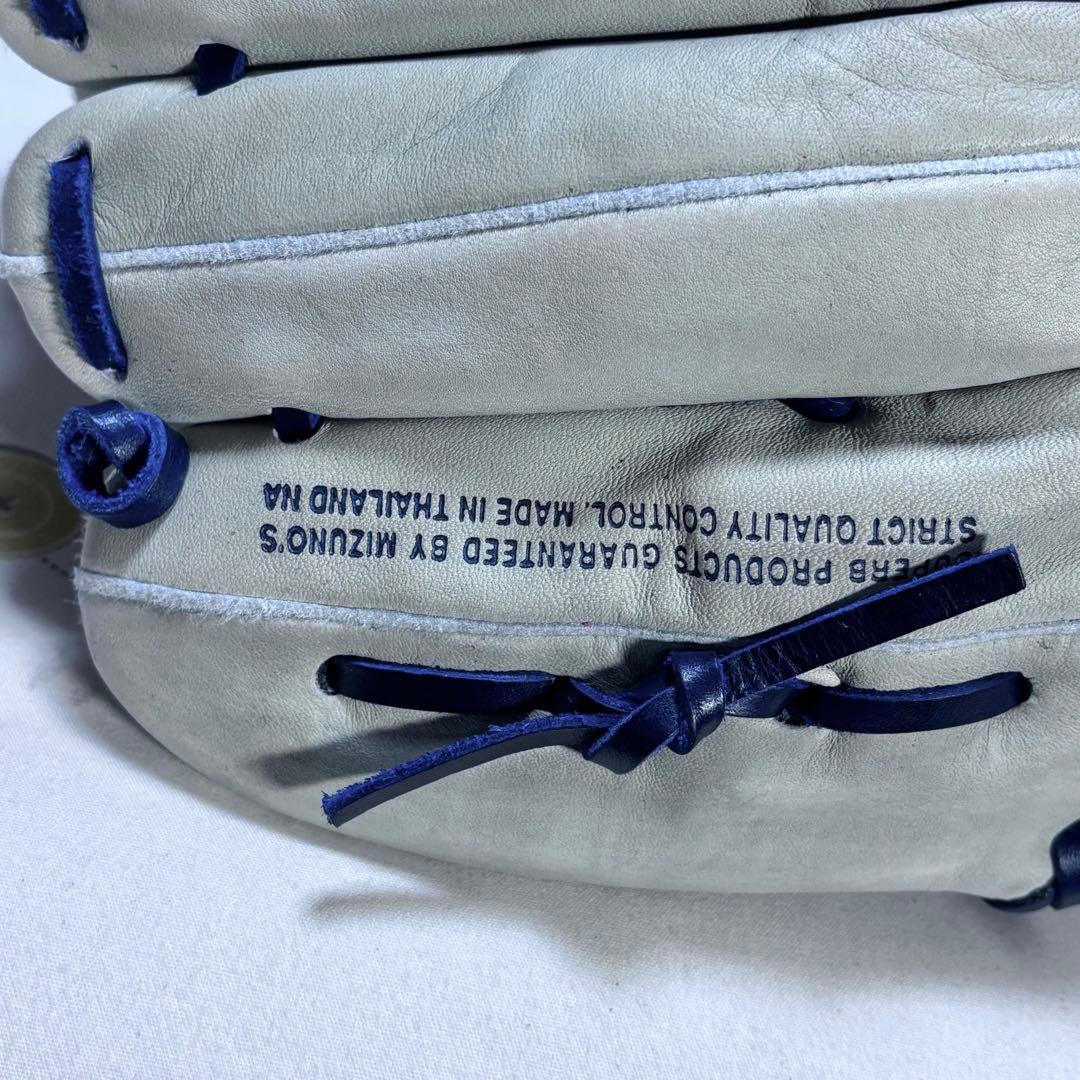 SUPERB PRODUCTS GUARANTEED BY MIZUNO'S
STRICT QUALITY CONTROL. MADE IN THAILAND NA